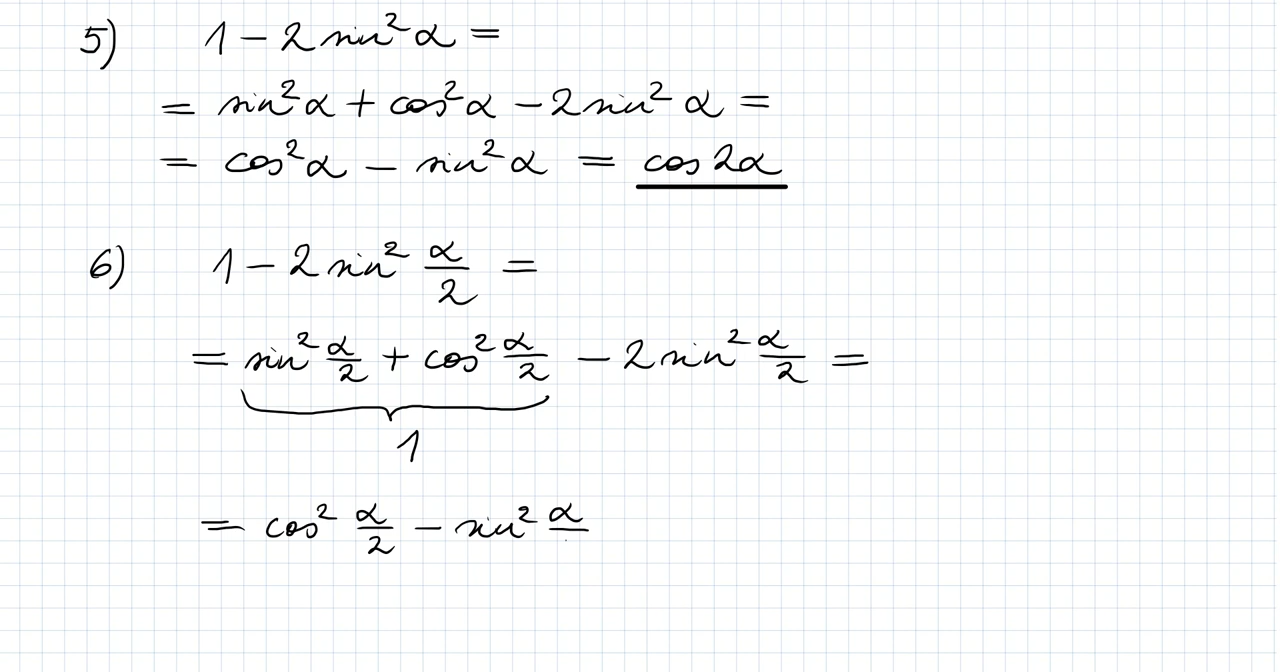 5) 1 - 2 sin²α =
= sin²α + cos²α - 2 sin²α =
= cos²α - sin²α = cos 2α
6) 1 - 2 sin² α/2 =
= sin² α/2 + cos² α/2 - 2 sin² α/2 =
1
= cos² α/2 - sin² α/